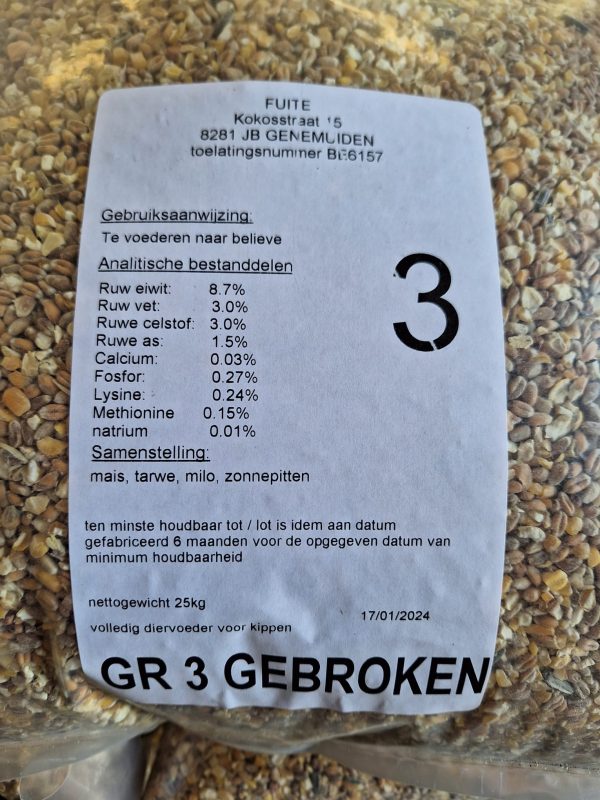 FUITE
Kokosstraat 15
8281 JB GENEMUIDEN
toelatingsnummer BE6157
Gebruiksaanwijzing:
Te voederen naar believe
3
Analitische bestanddelen
Ruw eiwit: 8.7%
Ruw vet: 3.0%
Ruwe celstof: 3.0%
Ruwe as: 1.5%
Calcium: 0.03%
Fosfor: 0.27%
Lysine: 0.24%
Methionine 0.15%
natrium 0.01%
Samenstelling:
mais, tarwe, milo, zonnepitten
ten minste houdbaar tot / lot is idem aan datum
gefabriceerd 6 maanden voor de opgegeven datum van
minimum houdbaarheid
nettogewicht 25kg
17/01/2024
volledig diervoeder voor kippen
GR 3 GEBROKEN